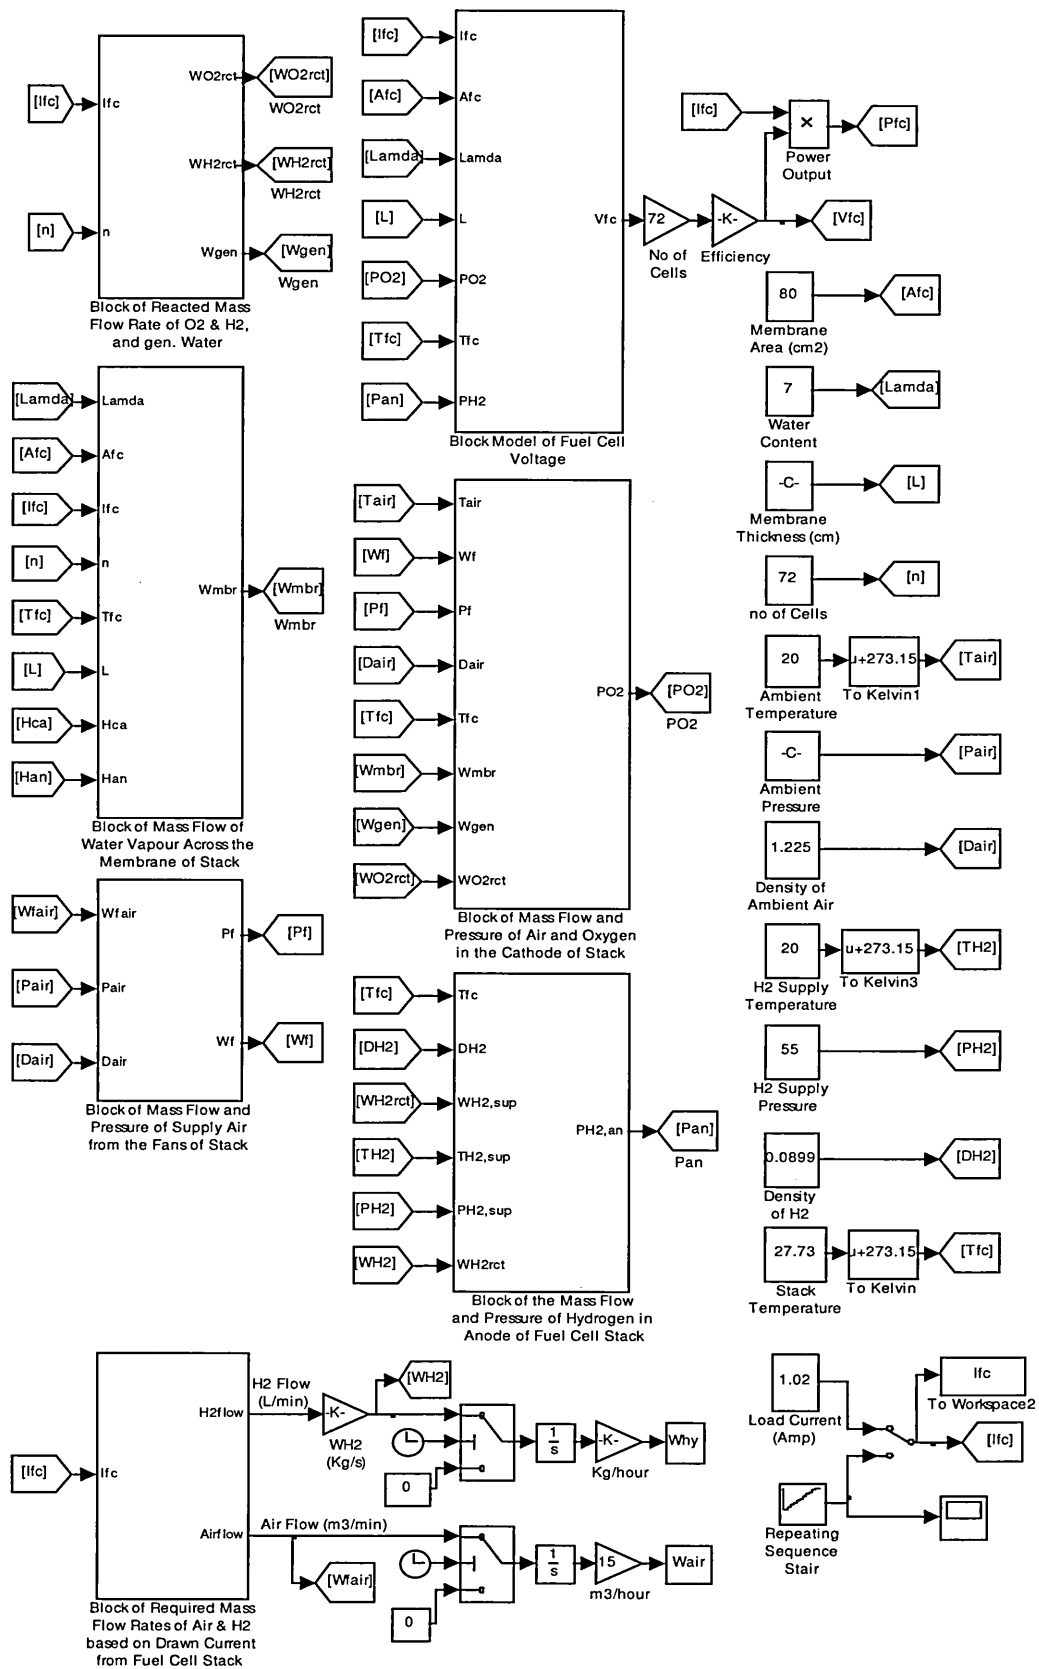 [Ifc]
[n]
Ifc
n
WO2rct
WH2rct
Wgen
[WO2rct]
WO2rct
[WH2rct]
WH2rct
[Wgen]
Wgen
Block of Reacted Mass
Flow Rate of O2 & H2,
and gen. Water
[Lamda]
[Afc]
[Ifc]
[n]
[Tfc]
[L]
[Hca]
[Han]
Lamda
Afc
Ifc
n
Tfc
L
Hca
Han
Wmbr
[Wmbr]
Wmbr
Block of Mass Flow of
Water Vapour Across the
Membrane of Stack
[Wfair]
[Pair]
[Dair]
Wfair
Pair
Dair
Pf
Wf
[Pf]
[Wf]
Block of Mass Flow and
Pressure of Supply Air
from the Fans of Stack
[Ifc]
[Afc]
[Lamda]
[L]
[PO2]
[Tfc]
[Pan]
Ifc
Afc
Lamda
L
PO2
Tfc
PH2
Vfc
Block Model of Fuel Cell
Voltage
72
No of
Cells
-K-
Efficiency
[Ifc]
×
Power
Output
[Pfc]
[Vfc]
[Tair]
[Wf]
[Pf]
[Dair]
[Tfc]
[Wmbr]
[Wgen]
[WO2rct]
Tair
Wf
Pf
Dair
Tfc
Wmbr
Wgen
WO2rct
PO2
[PO2]
PO2
Block of Mass Flow and
Pressure of Air and Oxygen
in the Cathode of Stack
[Tfc]
[DH2]
[WH2rct]
[TH2]
[PH2]
[WH2]
Tfc
DH2
WH2,sup
TH2,sup
PH2,sup
WH2rct
PH2,an
[Pan]
Pan
Block of the Mass Flow
and Pressure of Hydrogen in
Anode of Fuel Cell Stack
80
Membrane
Area (cm2)
[Afc]
7
Water
Content
[Lamda]
-C-
Membrane
Thickness (cm)
[L]
72
no of Cells
[n]
20
Ambient
Temperature
u+273.15
To Kelvin1
[Tair]
-C-
Ambient
Pressure
[Pair]
1.225
Density of
Ambient Air
[Dair]
20
H2 Supply
Temperature
u+273.15
To Kelvin3
[TH2]
55
H2 Supply
Pressure
[PH2]
0.0899
Density
of H2
[DH2]
27.73
Stack
Temperature
u+273.15
To Kelvin
[Tfc]
[Ifc]
Ifc
H2flow
Airflow
Block of Required Mass
Flow Rates of Air & H2
based on Drawn Current
from Fuel Cell Stack
H2 Flow
(L/min)
-K-
WH2
(Kg/s)
[WH2]
0
1
s
-K-
Kg/hour
Why
Air Flow (m3/min)
[Wfair]
0
1
s
15
m3/hour
Wair
1.02
Load Current
(Amp)
Ifc
To Workspace2
[Ifc]
Repeating
Sequence
Stair